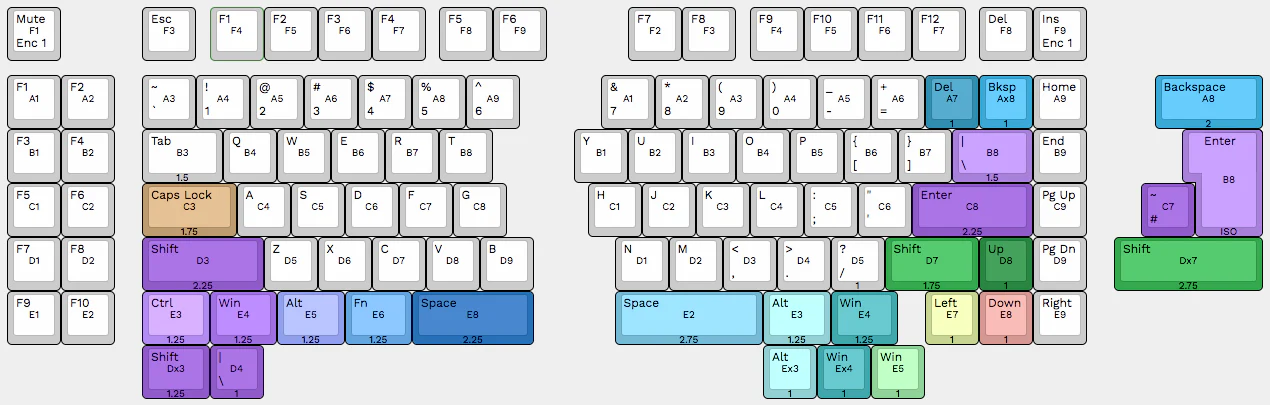 Mute Esc F1 F2 F3 F4 F5 F6 F7 F8 F9 F10 F11 F12 Del Ins
F1 F3 F4 F5 F6 F7 F8 F9 F2 F3 F4 F5 F6 F7 F8 F9
Enc 1 Enc 1
F1 F2 ~ ! @ # $ % ^ & * ( ) _ + Del Bksp Home Backspace
A1 A2 A3 A4 A5 A6 A7 A8 A9 A1 A2 A3 A4 A5 A6 A7 Ax8 A9 A8
` 1 2 3 4 5 6 7 8 9 0 - = 1 1 2
F3 F4 Tab Q W E R T Y U I O P { } | End Enter
B1 B2 B3 B4 B5 B6 B7 B8 B1 B2 B3 B4 B5 B6 B7 B8 B9 B8
1.5 [ ] \ 1.5
F5 F6 Caps Lock A S D F G H J K L : " Enter Pg Up ~
C1 C2 C3 C4 C5 C6 C7 C8 C1 C2 C3 C4 C5 C6 C8 C9 C7
1.75 ; ' 2.25 # ISO
F7 F8 Shift Z X C V B N M < > ? Shift Up Pg Dn Shift
D1 D2 D3 D5 D6 D7 D8 D9 D1 D2 D3 D4 D5 D7 D8 D9 Dx7
2.25 , . / 1 1.75 1 2.75
F9 F10 Ctrl Win Alt Fn Space Space Alt Win Left Down Right
E1 E2 E3 E4 E5 E6 E8 E2 E3 E4 E7 E8 E9
1.25 1.25 1.25 1.25 2.25 2.75 1.25 1.25 1 1
Shift | Alt Win Win
Dx3 D4 Ex3 Ex4 E5
1.25 \ 1 1 1 1